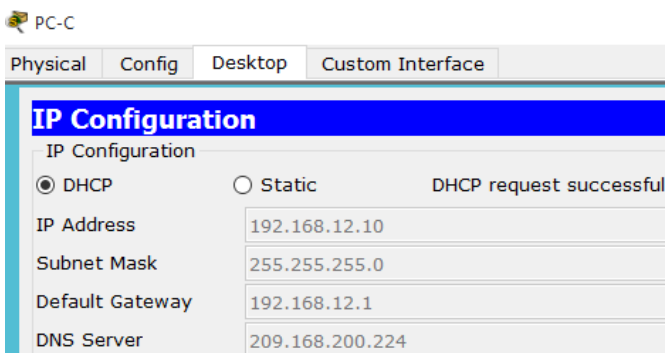 PC-C
Physical Config Desktop Custom Interface
IP Configuration
IP Configuration
DHCP Static DHCP request successful
IP Address 192.168.12.10
Subnet Mask 255.255.255.0
Default Gateway 192.168.12.1
DNS Server 209.168.200.224